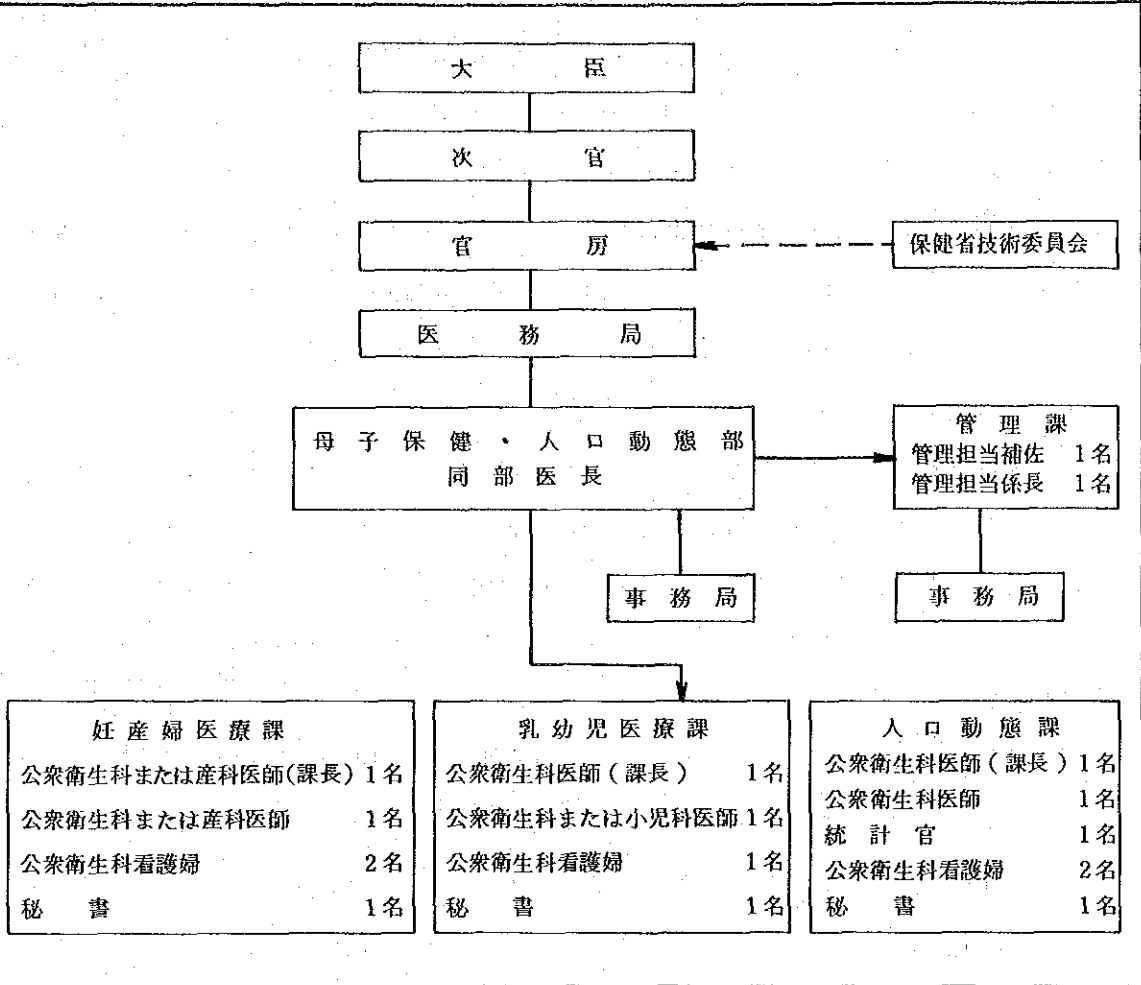 大臣
次官
官房
保健省技術委員会
医務局
母子保健・人口動態部
同部医長
管理課
管理担当補佐 1名
管理担当係長 1名
事務局
事務局
妊産婦医療課
公衆衛生科または産科医師(課長) 1名
公衆衛生科または産科医師 1名
公衆衛生科看護婦 2名
秘書 1名
乳幼児医療課
公衆衛生科医師(課長) 1名
公衆衛生科または小児科医師 1名
公衆衛生科看護婦 1名
秘書 1名
人口動態課
公衆衛生科医師(課長) 1名
公衆衛生科医師 1名
統計官 1名
公衆衛生科看護婦 2名
秘書 1名